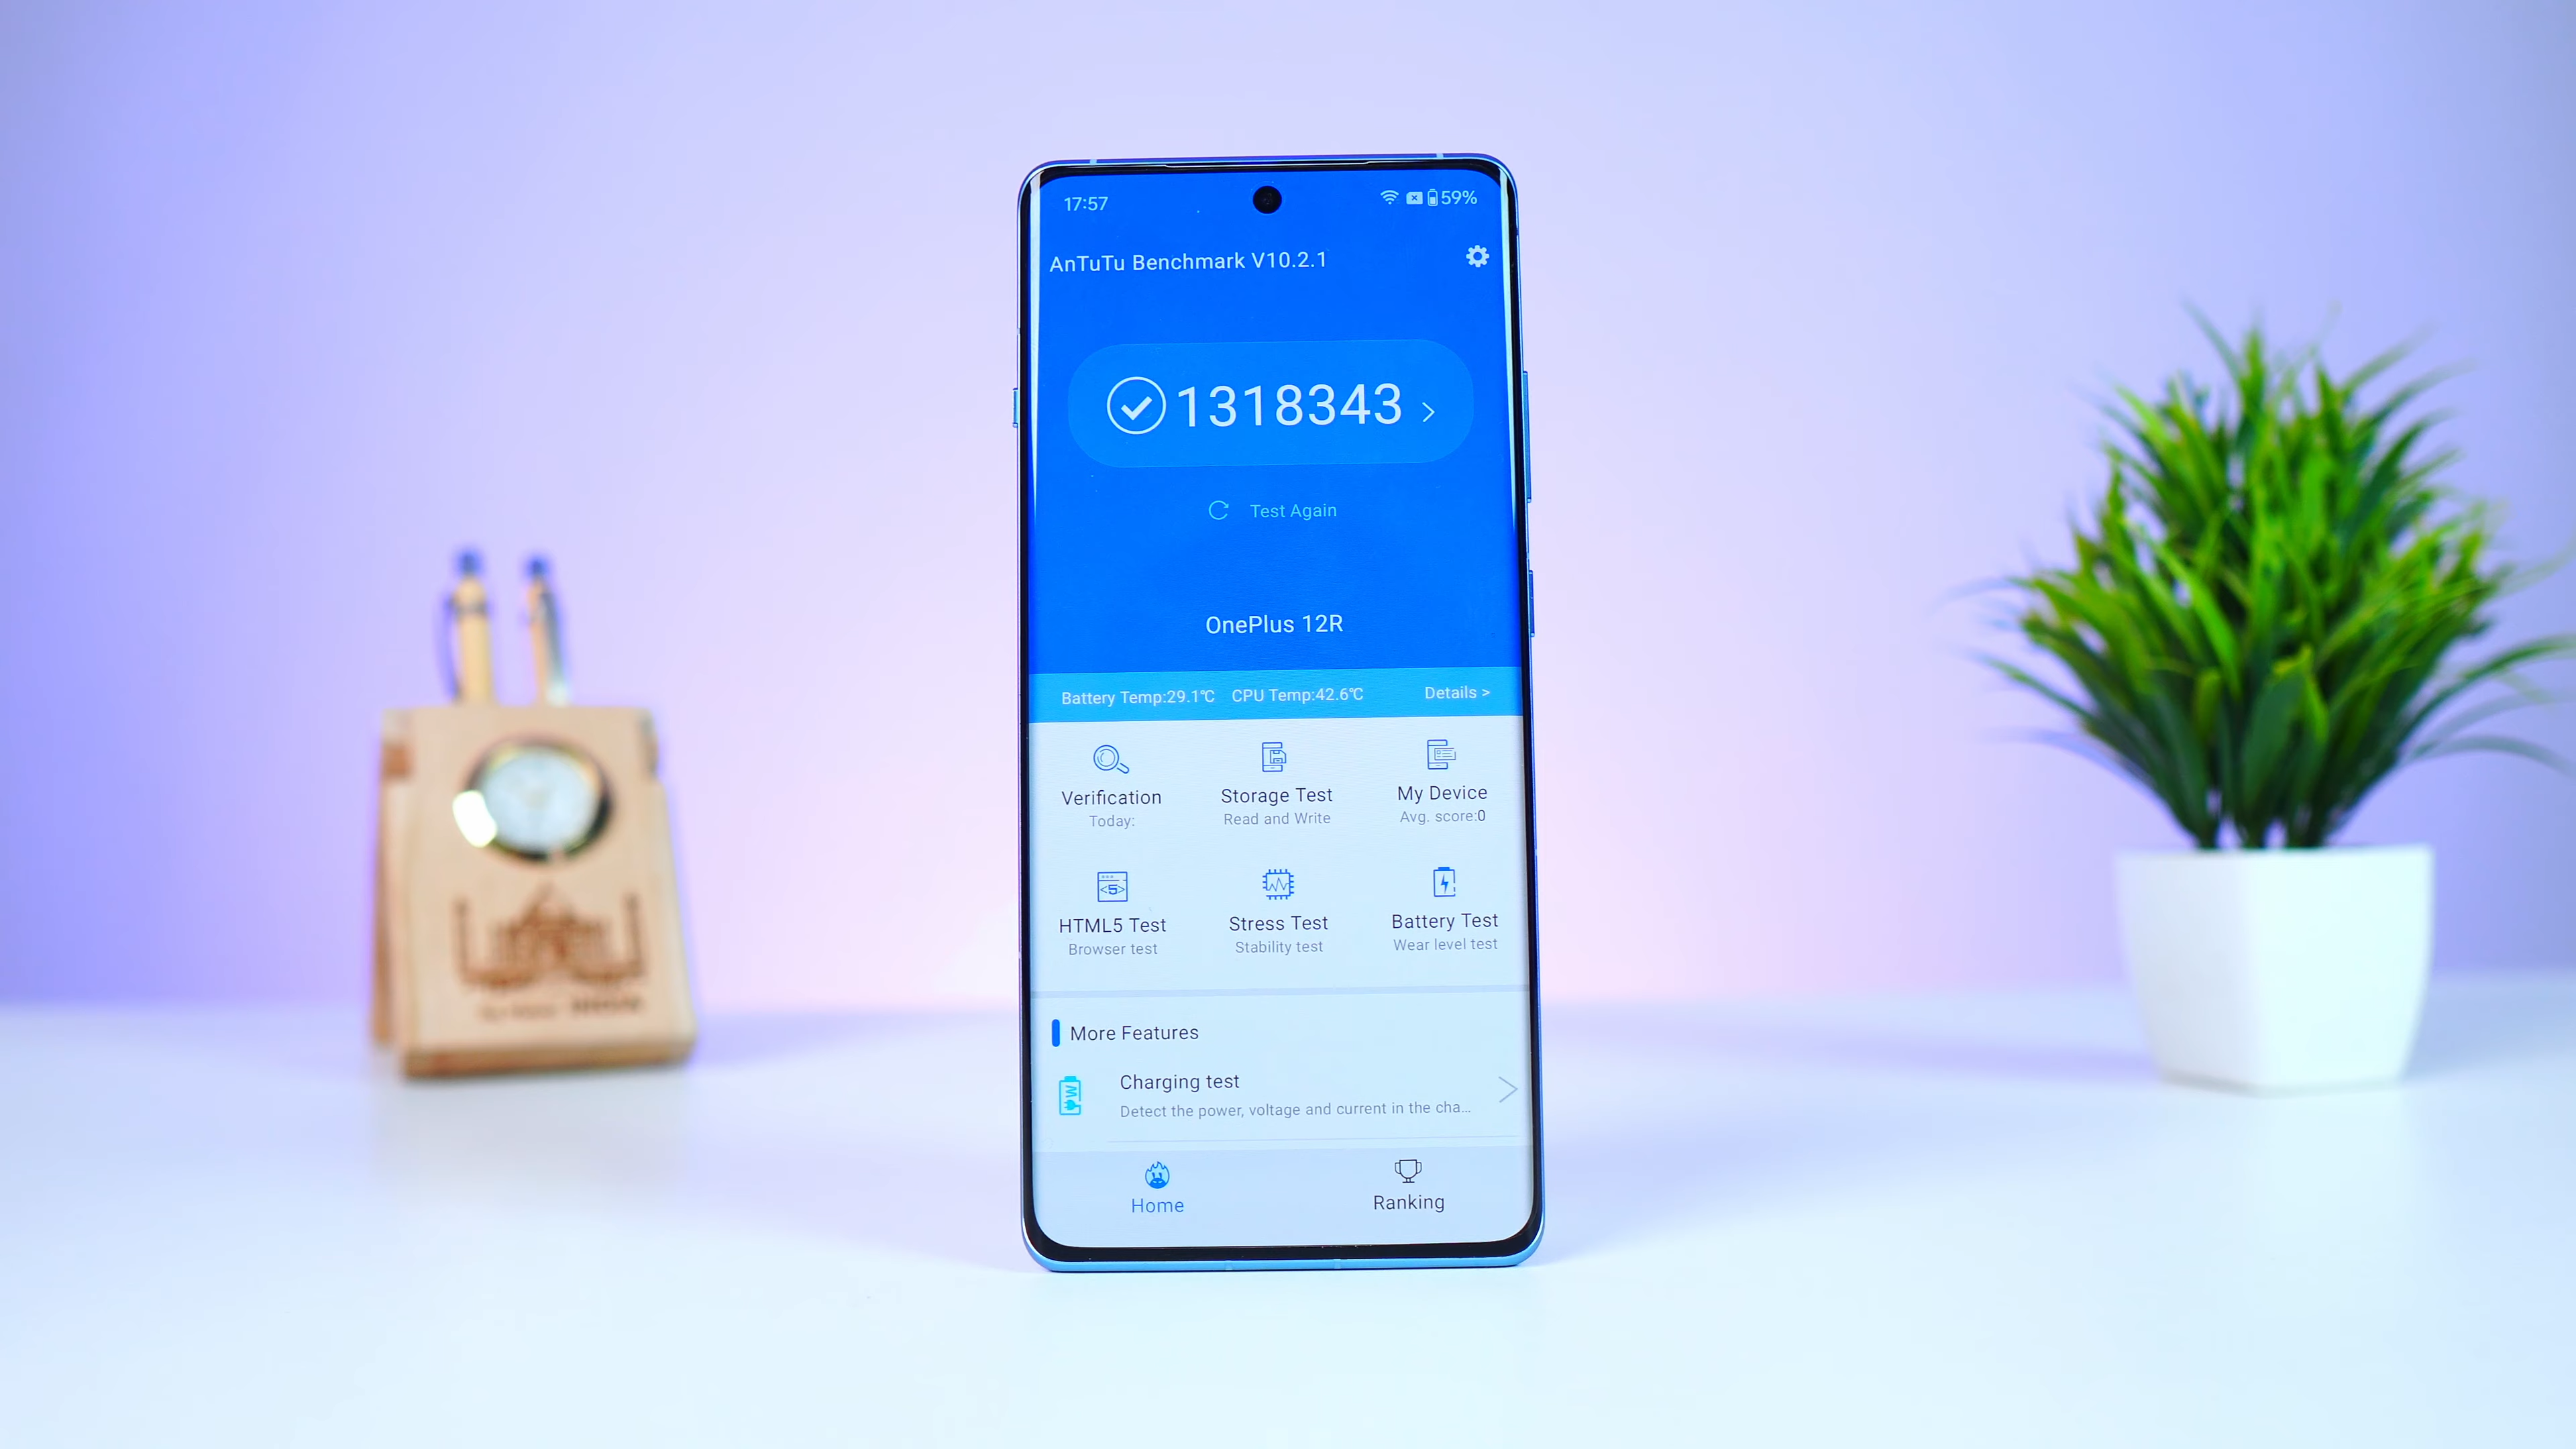 17:57 59%
AnTuTu Benchmark V10.2.1
1318343 >
Test Again
OnePlus 12R
Battery Temp:29.1℃ CPU Temp:42.6℃ Details >
Verification Storage Test My Device
Today: Read and Write Avg. score:0
<5>
HTML5 Test Stress Test Battery Test
Browser test Stability test Wear level test
More Features
W
Charging test
Detect the power, voltage and current in the cha...
Home Ranking